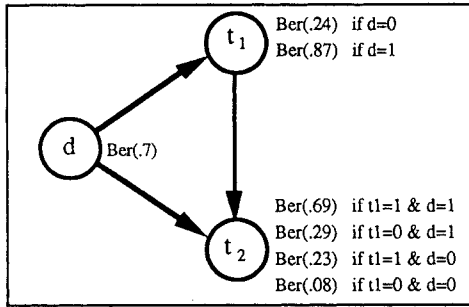 t1
Ber(.24) if d=0
Ber(.87) if d=1
d
Ber(.7)
t2
Ber(.69) if t1=1 & d=1
Ber(.29) if t1=0 & d=1
Ber(.23) if t1=1 & d=0
Ber(.08) if t1=0 & d=0